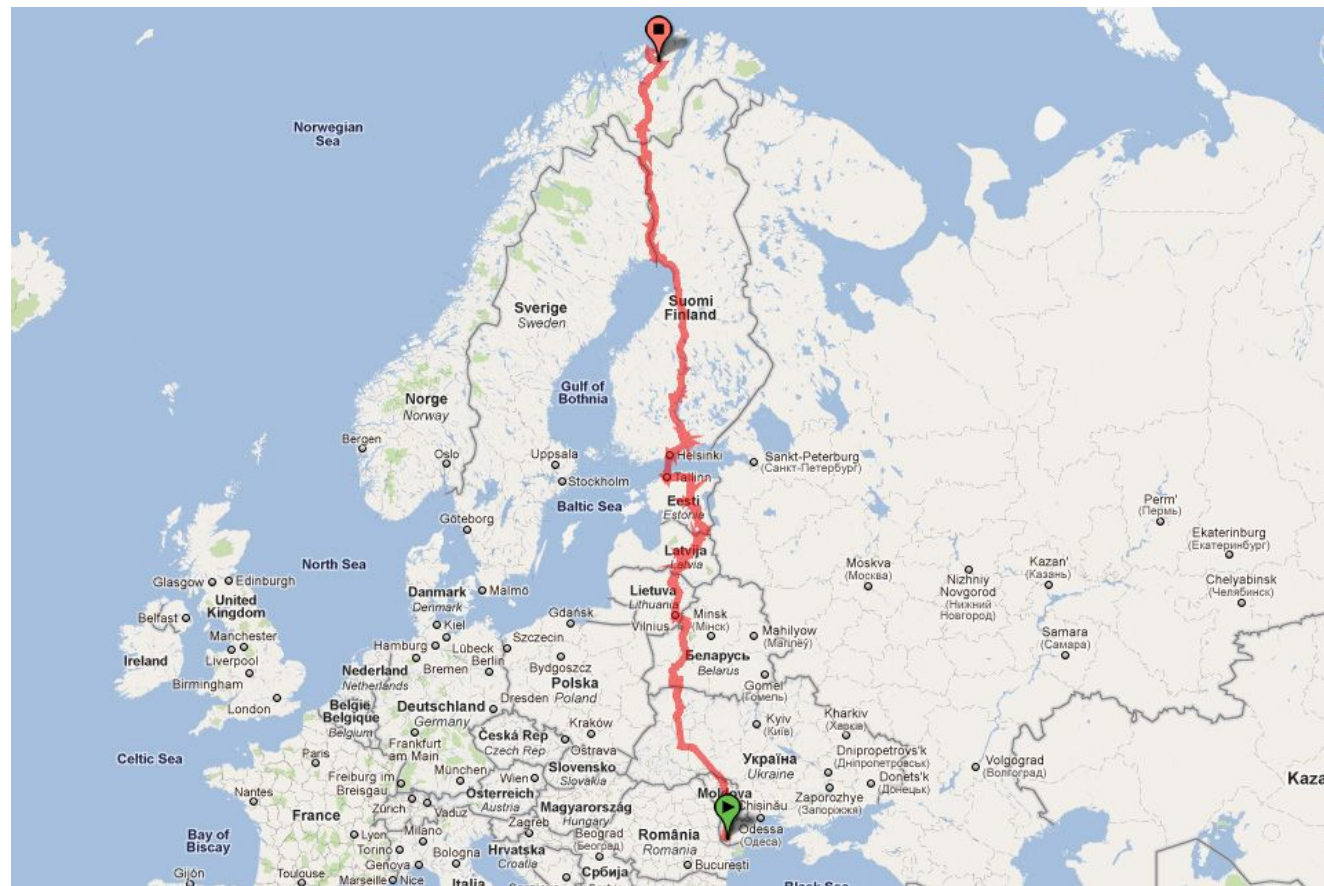 Norwegian
Sea
Sverige
Sweden
Suomi
Finland
Norge
Norway
Gulf of
Bothnia
Bergen
Oslo
Uppsala
Stockholm
Helsinki
Tallinn
Sankt-Peterburg
(Санкт-Петербург)
Eesti
Estonia
Baltic Sea
Göteborg
Perm'
(Пермь)
Ekaterinburg
(Екатеринбург)
North Sea
Latvija
Latvia
Moskva
(Москва)
Nizhniy
Novgorod
(Нижний
Новгород)
Kazan'
(Казань)
Chelyabinsk
(Челябинск)
Glasgow
Edinburgh
United
Kingdom
Belfast
Danmark
Denmark
Malmö
Lietuva
Lithuania
Vilnius
Minsk
(Мінск)
Mahilyow
Samara
(Самара)
Manchester
Liverpool
Ireland
Birmingham
London
Kiel
Hamburg
Lübeck
Bremen
Berlin
Gdańsk
Szczecin
Bydgoszcz
Беларусь
Belarus
Gomel'
(Гомель)
Nederland
Netherlands
Dresden
Polska
Poland
België
Belgique
Belgium
Deutschland
Germany
Kraków
Ostrava
Česká Rep
Czech Rep
Kyiv
(Київ)
Kharkiv
(Харків)
Celtic Sea
Paris
Frankfurt
am Main
Freiburg im
Breisgau
München
Wien
Slovensko
Slovakia
Україна
Ukraine
Dnipropetrovs'k
(Дніпропетровськ)
Donets'k
(Донецьк)
Zaporozhye
(Запоріжжя)
Volgograd
(Волгоград)
Kaza
Nantes
France
Zürich
Vaduz
Österreich
Austria
Magyarország
Hungary
Moldova
Chișinău
Odessa
(Одеса)
Bay of
Biscay
Lyon
Torino
Milano
Genova
Bologna
Zagreb
Hrvatska
Croatia
Beograd
(Београд)
România
Romania
București
Gijón
Toulouse
Marseille
Nice
Italia
Србија
Black Sea